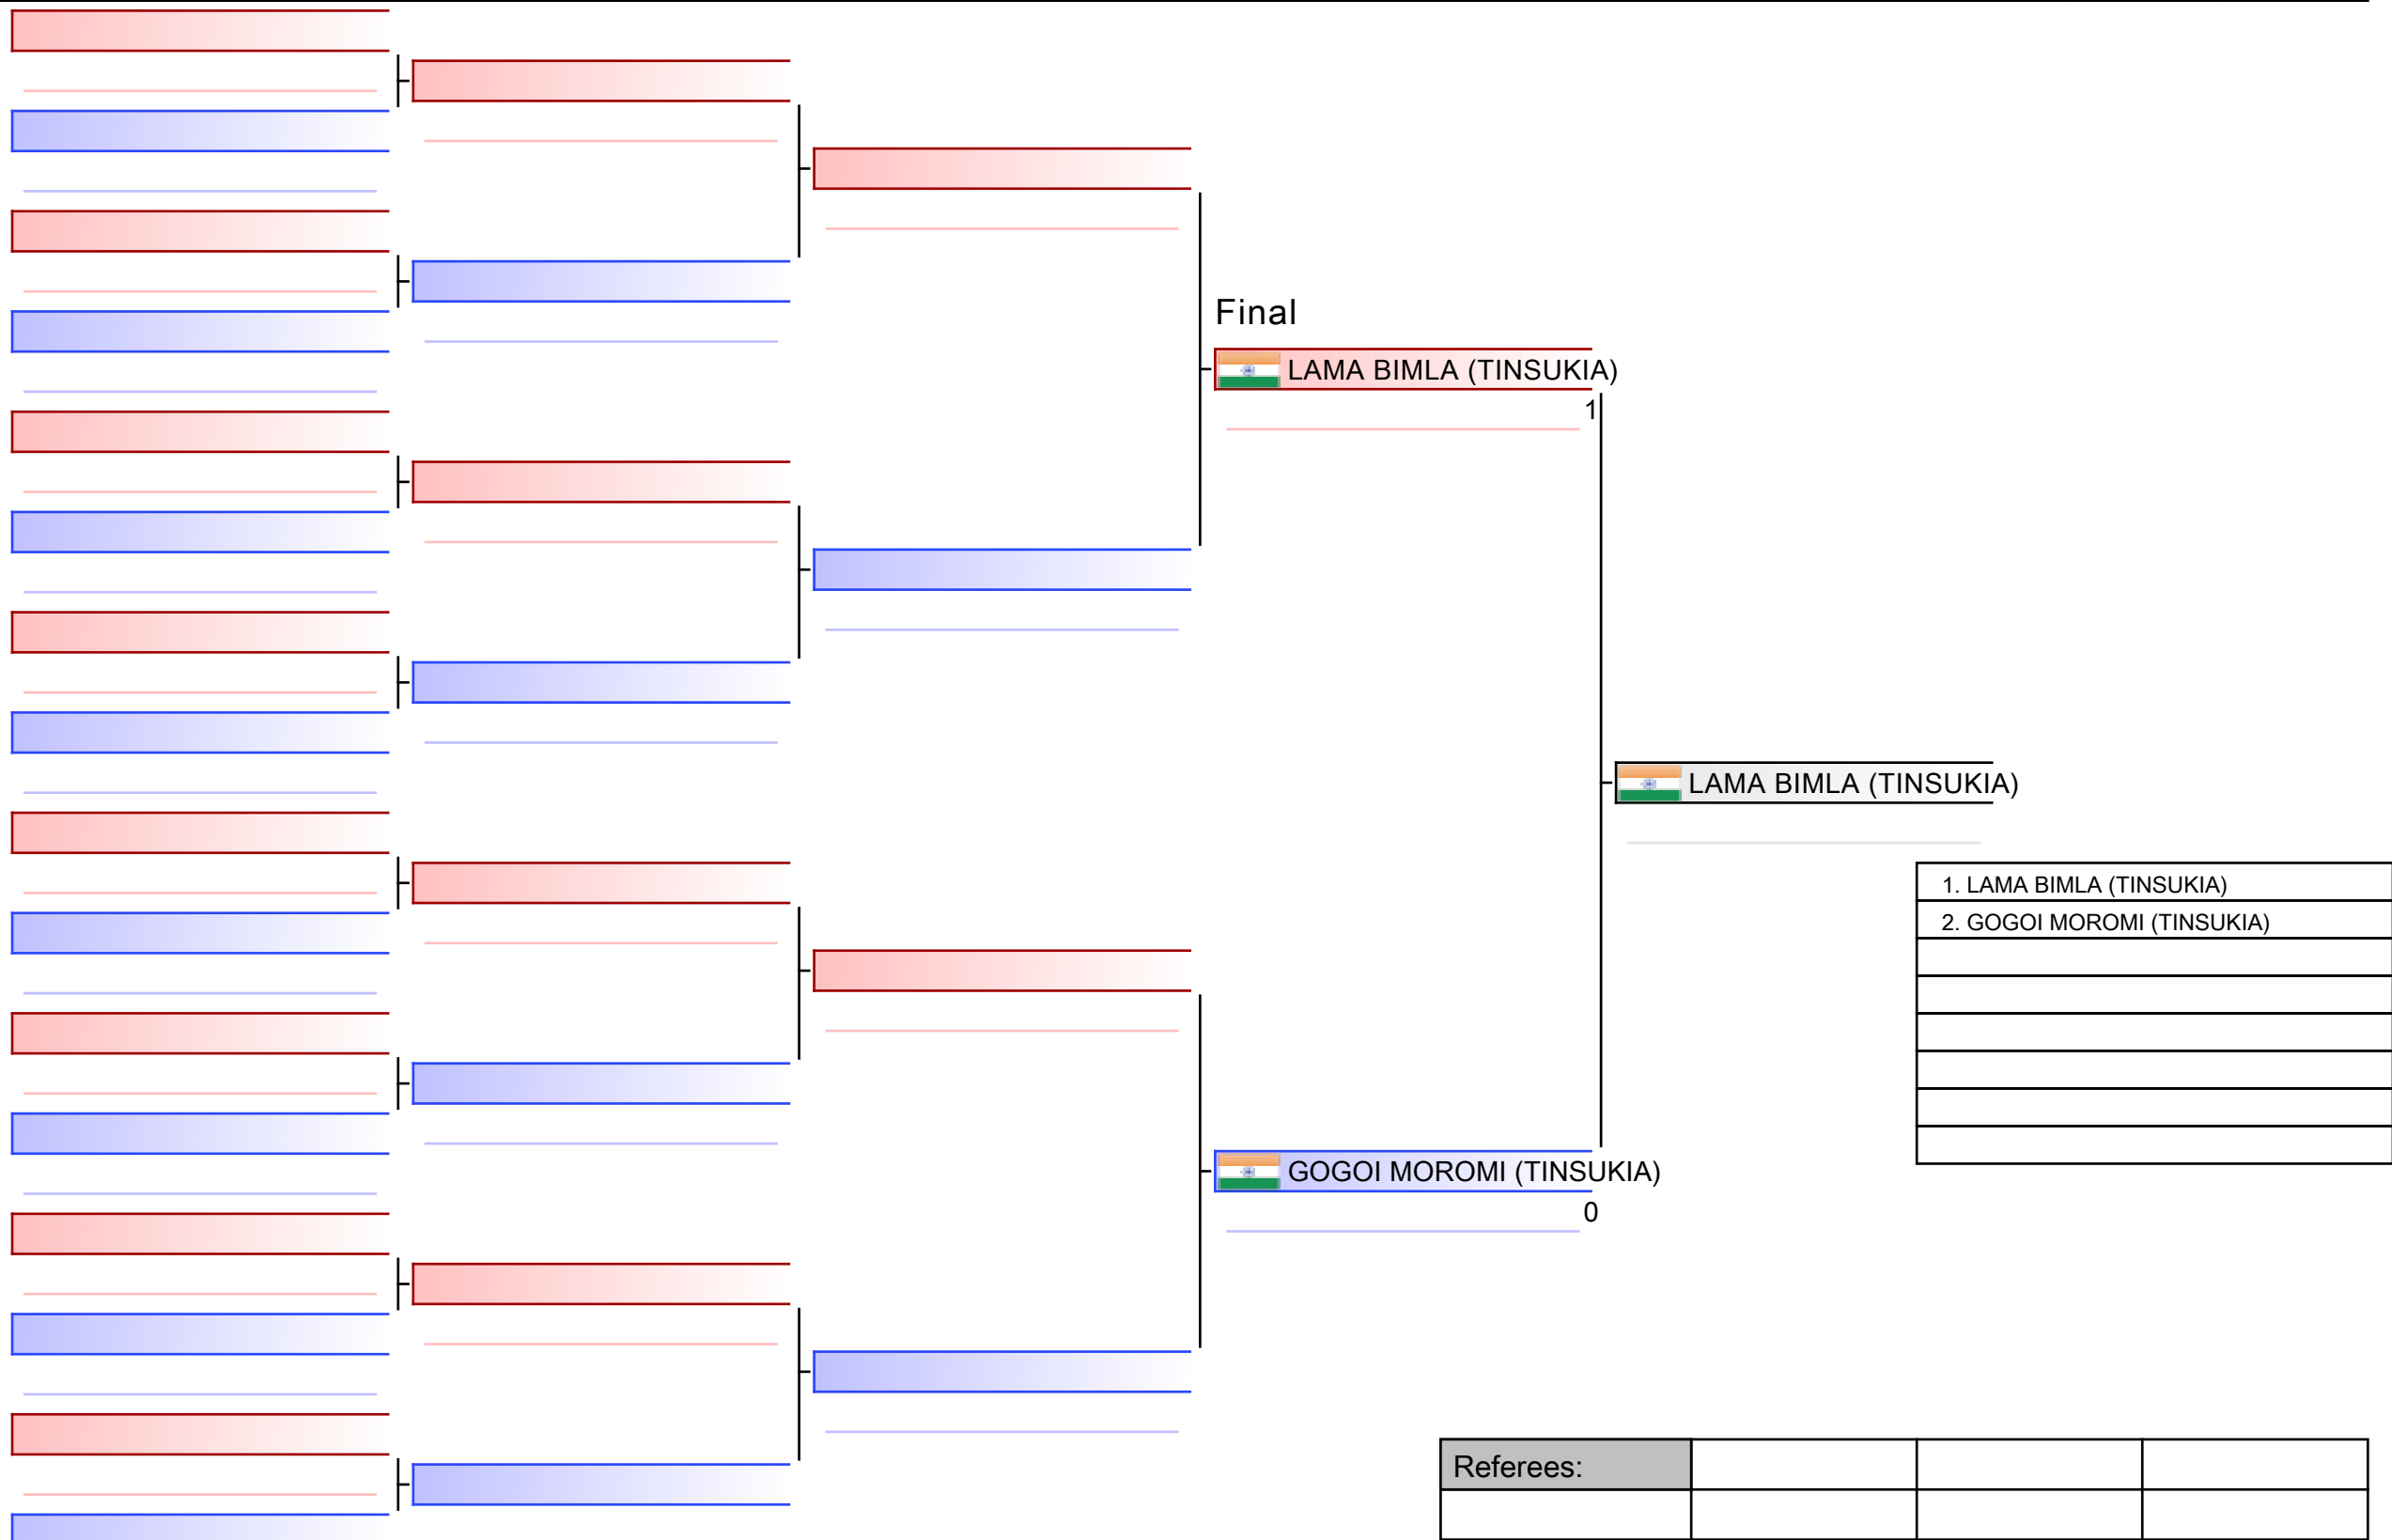 Final
LAMA BIMLA (TINSUKIA)
1
LAMA BIMLA (TINSUKIA)
1. LAMA BIMLA (TINSUKIA)
2. GOGOI MOROMI (TINSUKIA)
GOGOI MOROMI (TINSUKIA)
0
Referees: